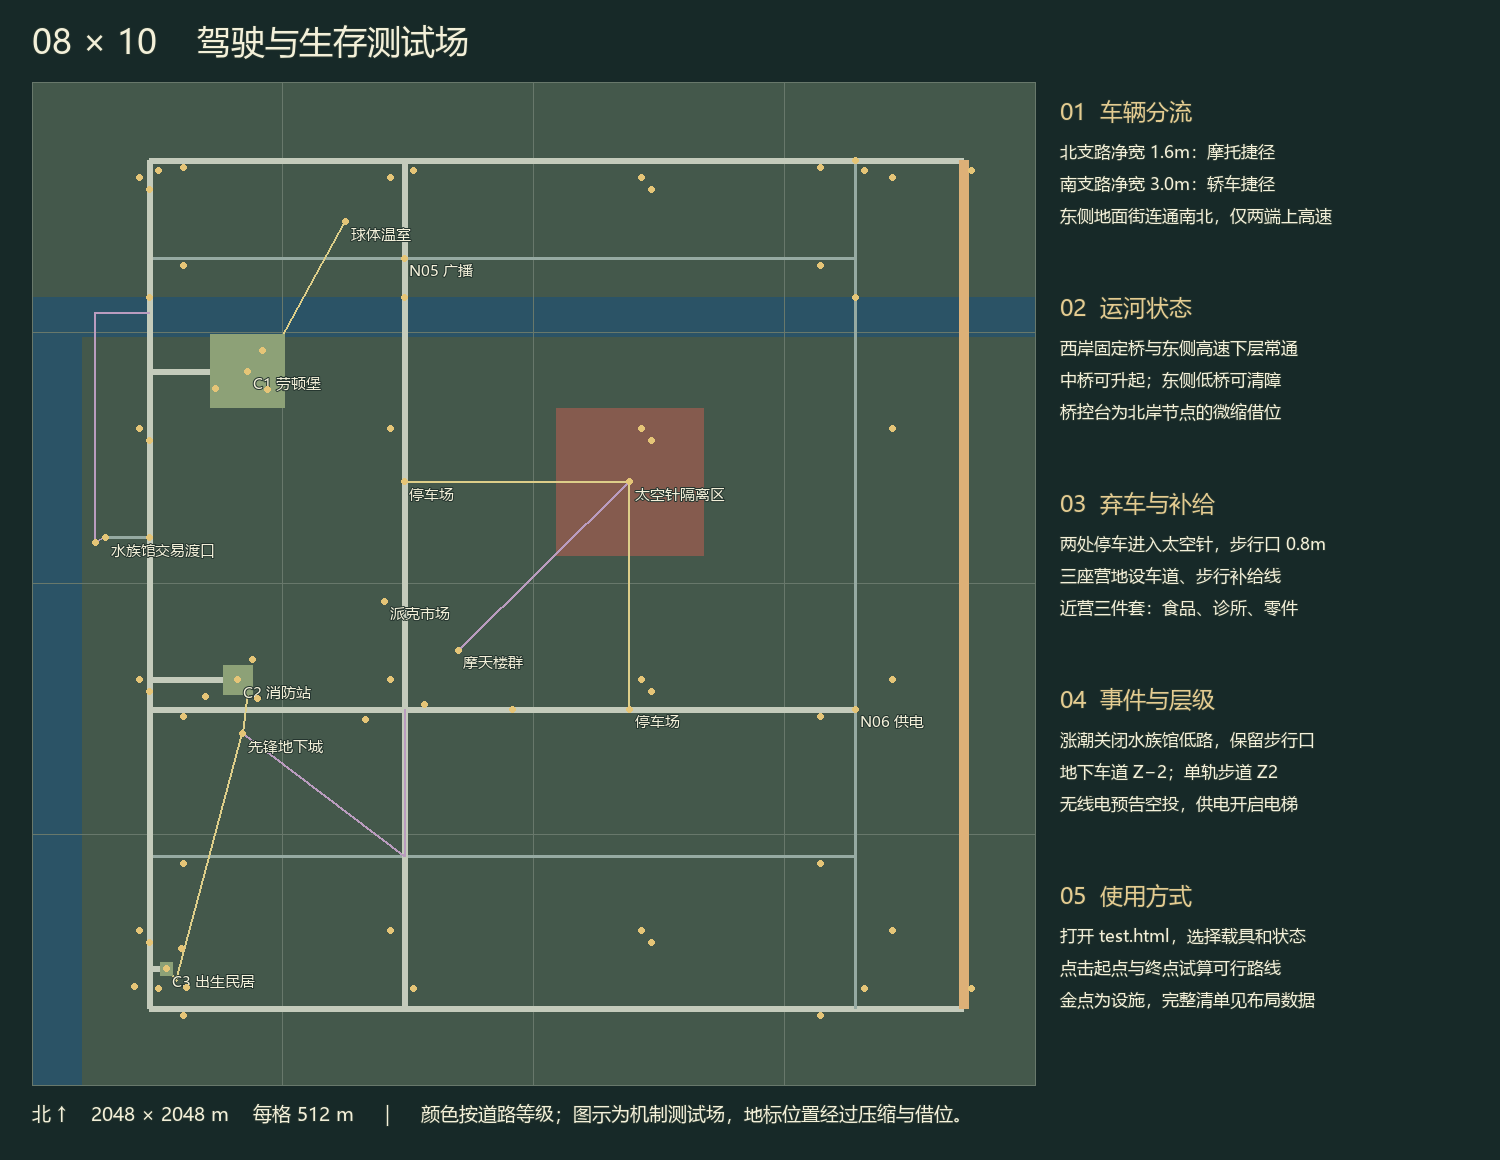 08 × 10 驾驶与生存测试场
球体温室
N05 广播
C1 劳顿堡
停车场
太空针隔离区
水族馆交易渡口
派克市场
摩天楼群
C2 消防站
停车场
N06 供电
先锋地下城
C3 出生民居
01 车辆分流
北支路净宽 1.6m：摩托捷径
南支路净宽 3.0m：轿车捷径
东侧地面街连通南北，仅两端上高速
02 运河状态
西岸固定桥与东侧高速下层常通
中桥可升起；东侧低桥可清障
桥控台为北岸节点的微缩借位
03 弃车与补给
两处停车进入太空针，步行口 0.8m
三座营地设车道、步行补给线
近营三件套：食品、诊所、零件
04 事件与层级
涨潮关闭水族馆低路，保留步行口
地下车道 Z−2；单轨步道 Z2
无线电预告空投，供电开启电梯
05 使用方式
打开 test.html，选择载具和状态
点击起点与终点试算可行路线
金点为设施，完整清单见布局数据
北 ↑ 2048 × 2048 m 每格 512 m | 颜色按道路等级；图示为机制测试场，地标位置经过压缩与借位。